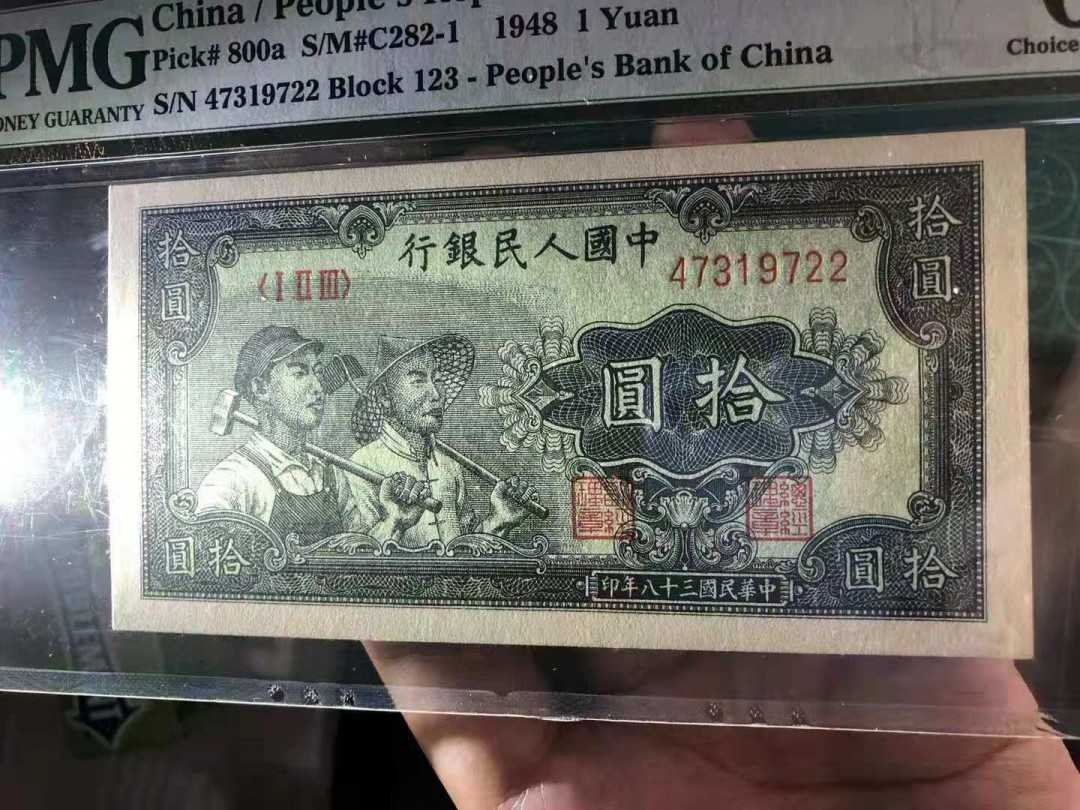 China / People's
PMG
Pick# 800a S/M#C282-1 1948 1 Yuan
GUARANTY
S/N 47319722 Block 123 - People's Bank of China
Choice
中國人民銀行
拾圓
拾圓
〈I II III〉
47319722
拾圓
拾圓
拾圓
中華民國三十八年印